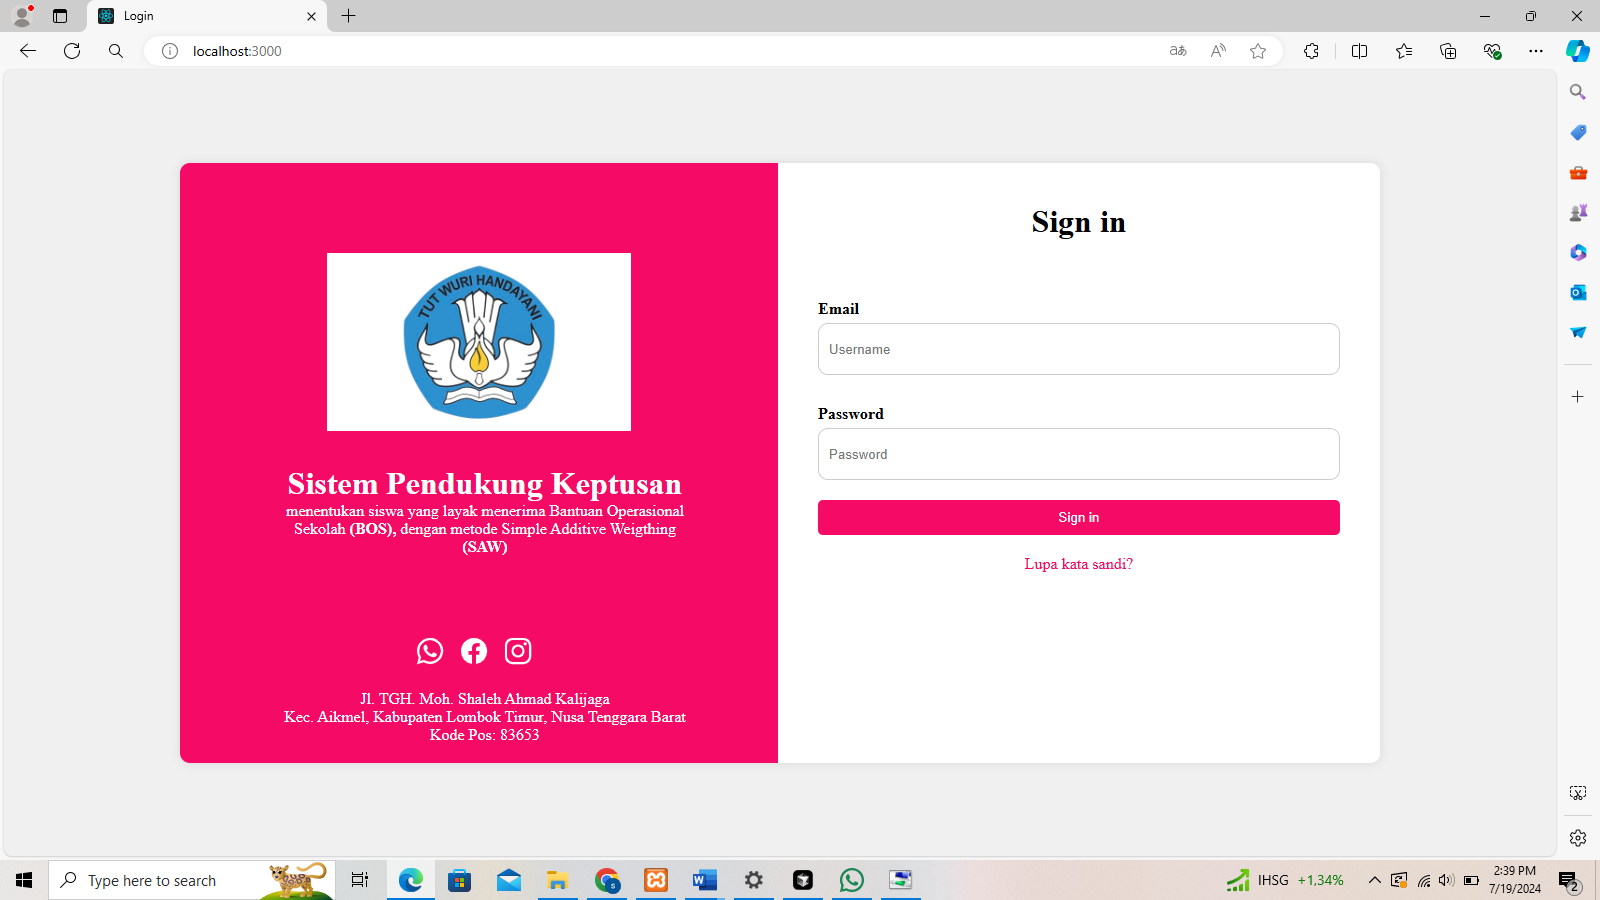 Login
localhost:3000
TUT WURI HANDAYANI
Sistem Pendukung Keptusan
menentukan siswa yang layak menerima Bantuan Operasional
Sekolah (BOS), dengan metode Simple Additive Weigthing
(SAW)
Jl. TGH. Moh. Shaleh Ahmad Kalijaga
Kec. Aikmel, Kabupaten Lombok Timur, Nusa Tenggara Barat
Kode Pos: 83653
Sign in
Email
Username
Password
Password
Sign in
Lupa kata sandi?
Type here to search
IHSG +1,34%
2:39 PM
7/19/2024
2